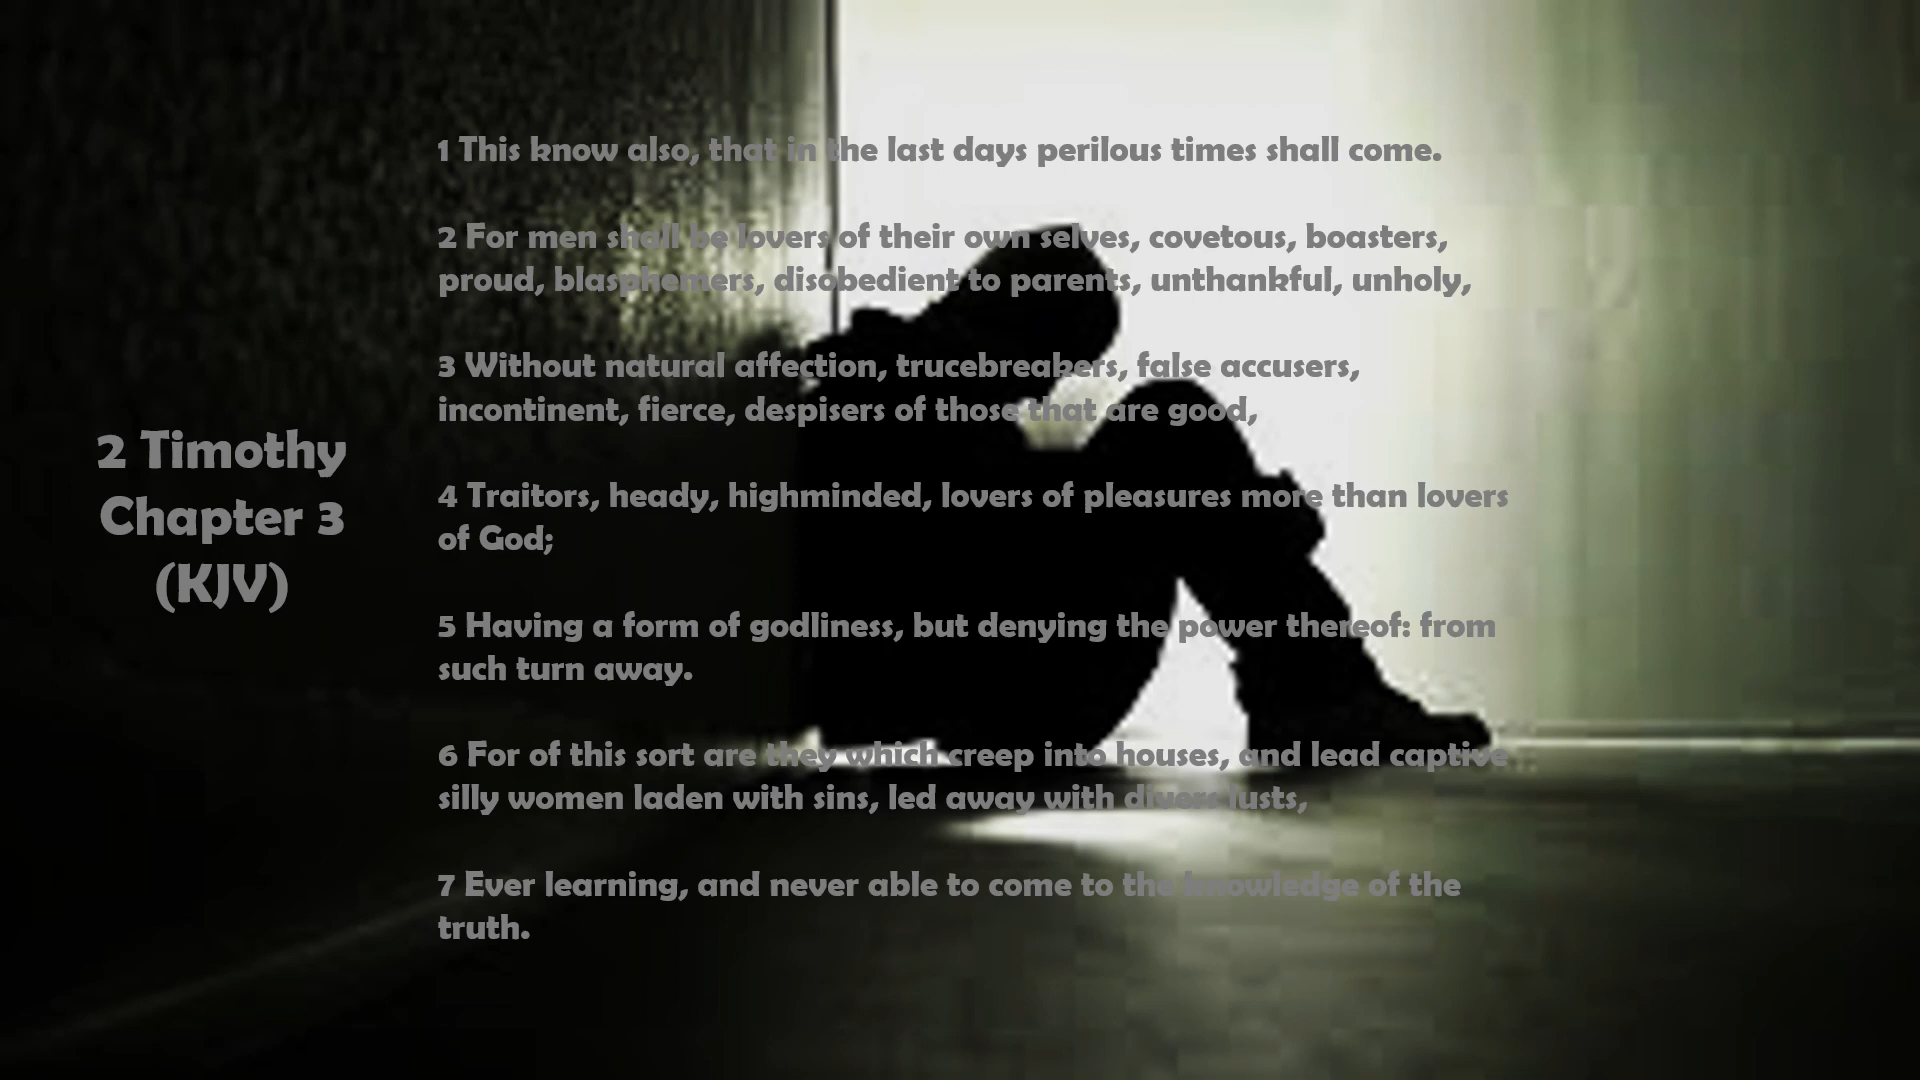 2 Timothy
Chapter 3
(KJV)
1 This know also, that in the last days perilous times shall come.
2 For men shall be lovers of their own selves, covetous, boasters,
proud, blasphemers, disobedient to parents, unthankful, unholy,
3 Without natural affection, trucebreakers, false accusers,
incontinent, fierce, despisers of those that are good,
4 Traitors, heady, highminded, lovers of pleasures more than lovers
of God;
5 Having a form of godliness, but denying the power thereof: from
such turn away.
6 For of this sort are they which creep into houses, and lead captive
silly women laden with sins, led away with divers lusts,
7 Ever learning, and never able to come to the knowledge of the
truth.